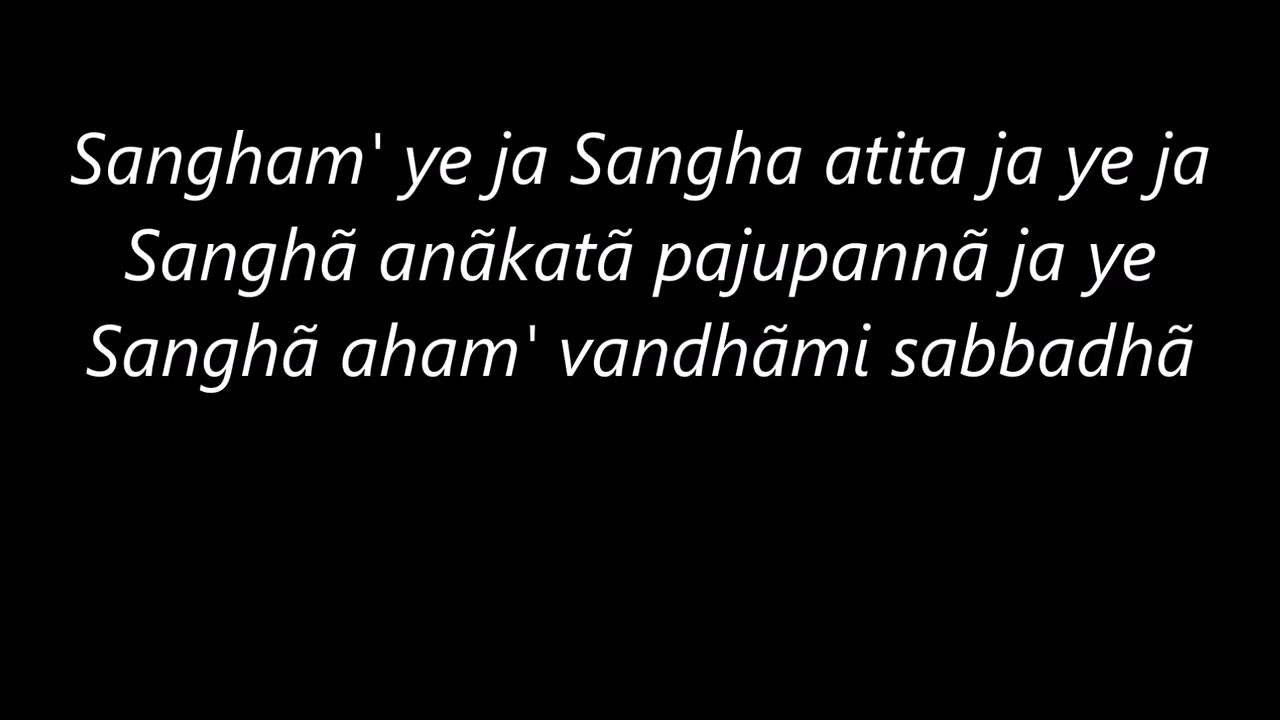 Sangham' ye ja Sangha atita ja ye ja
Sanghã anãkatã pajupannã ja ye
Sanghã aham' vandhãmi sabbadhã